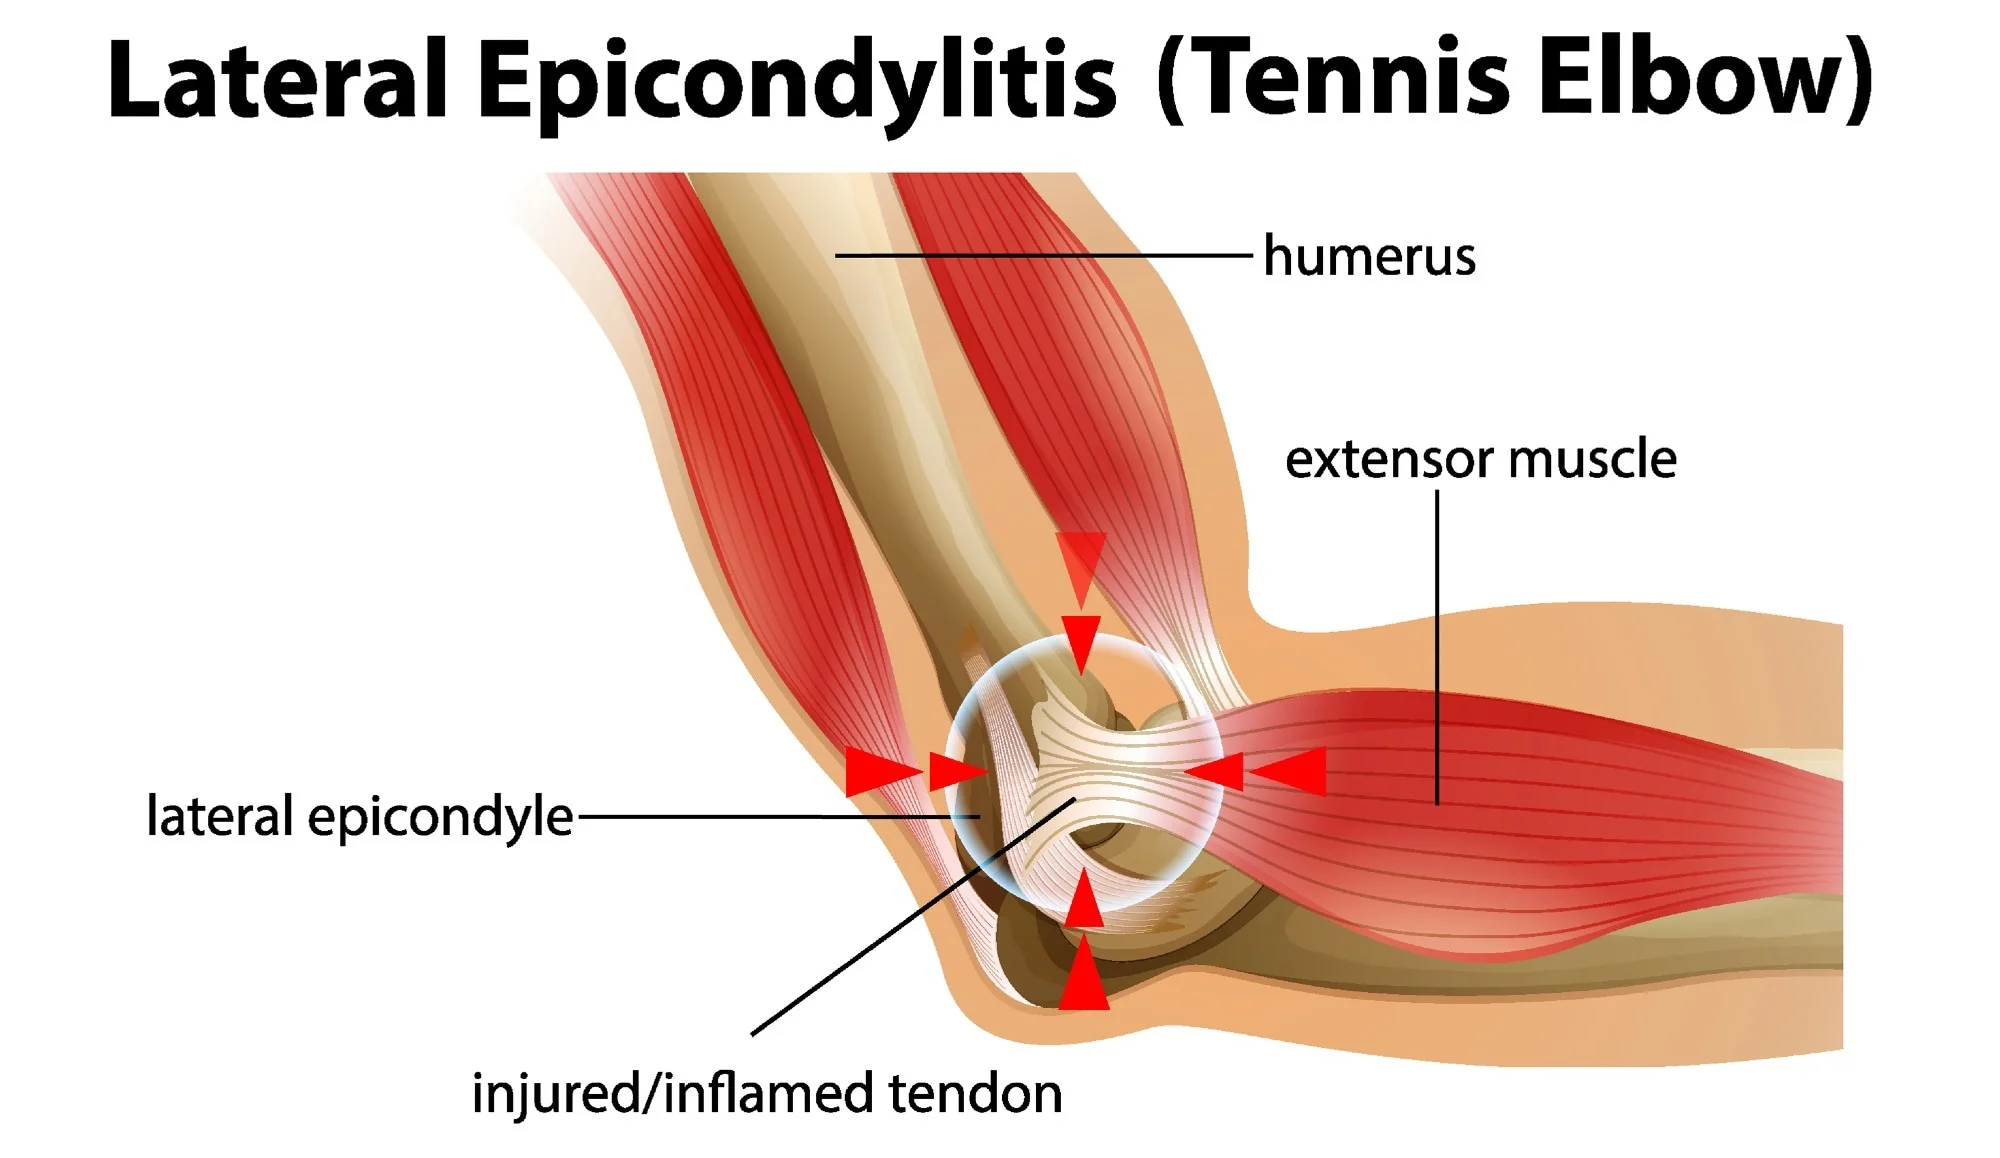 Lateral Epicondylitis (Tennis Elbow)
humerus
extensor muscle
lateral epicondyle
injured/inflamed tendon